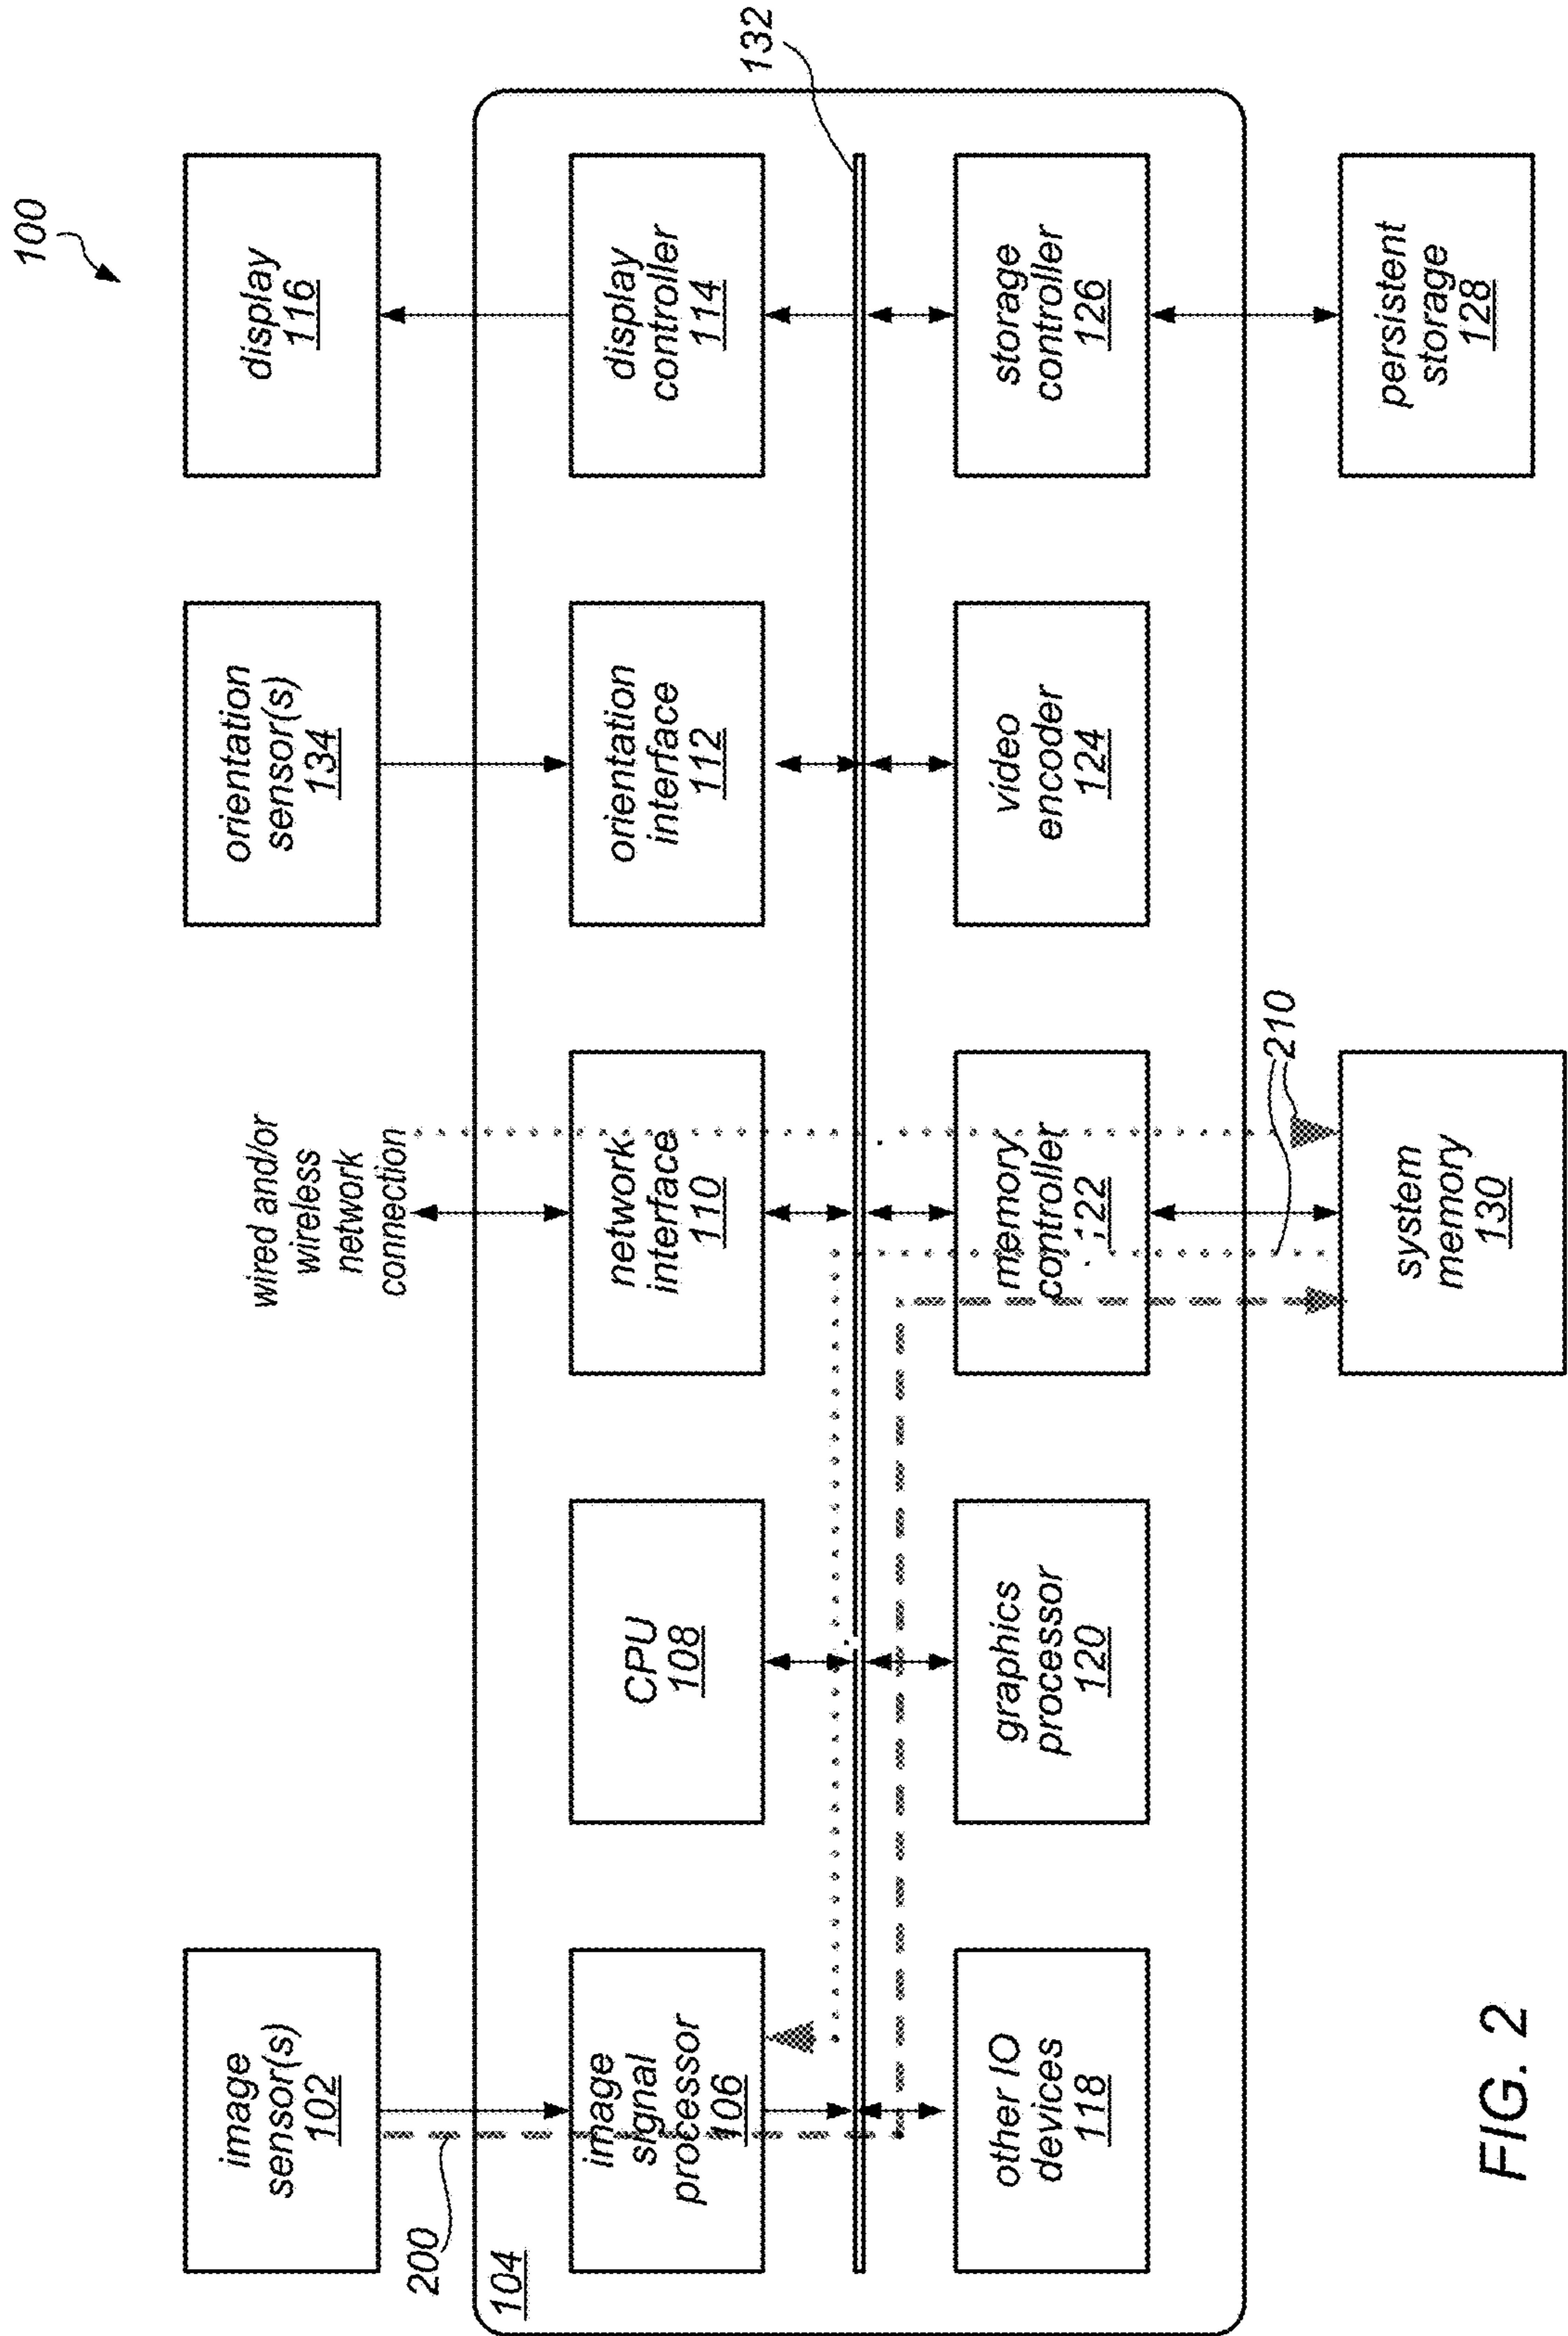 100
image
sensor(s)
102
wired and/or
wireless
network
connection
orientation
sensor(s)
134
display
116
200
104
image
signal
processor
106
CPU
108
network
interface
110
orientation
interface
112
display
controller
114
132
other IO
devices
118
graphics
processor
120
memory
controller
122
video
encoder
124
storage
controller
126
210
system
memory
130
persistent
storage
128
FIG. 2